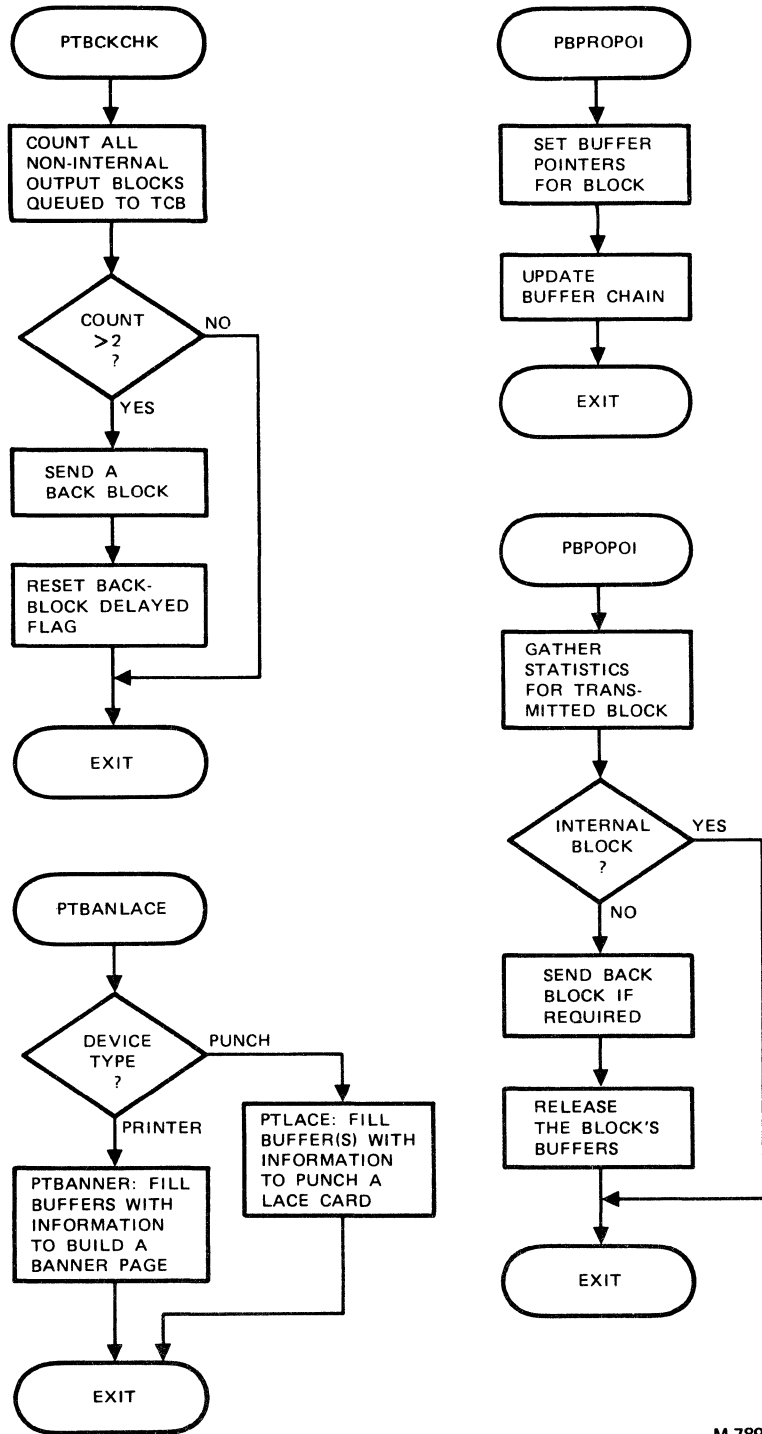 PTBCKCHK
COUNT ALL
NON-INTERNAL
OUTPUT BLOCKS
QUEUED TO TCB
COUNT
>2
?
NO
YES
SEND A
BACK BLOCK
RESET BACK-
BLOCK DELAYED
FLAG
EXIT
PTBANLACE
DEVICE
TYPE
?
PUNCH
PRINTER
PTLACE: FILL
BUFFER(S) WITH
INFORMATION
TO PUNCH A
LACE CARD
PTBANNER: FILL
BUFFERS WITH
INFORMATION
TO BUILD A
BANNER PAGE
EXIT
PBPROPOI
SET BUFFER
POINTERS
FOR BLOCK
UPDATE
BUFFER CHAIN
EXIT
PBPOPOI
GATHER
STATISTICS
FOR TRANS-
MITTED BLOCK
INTERNAL
BLOCK
?
YES
NO
SEND BACK
BLOCK IF
REQUIRED
RELEASE
THE BLOCK'S
BUFFERS
EXIT
M-789